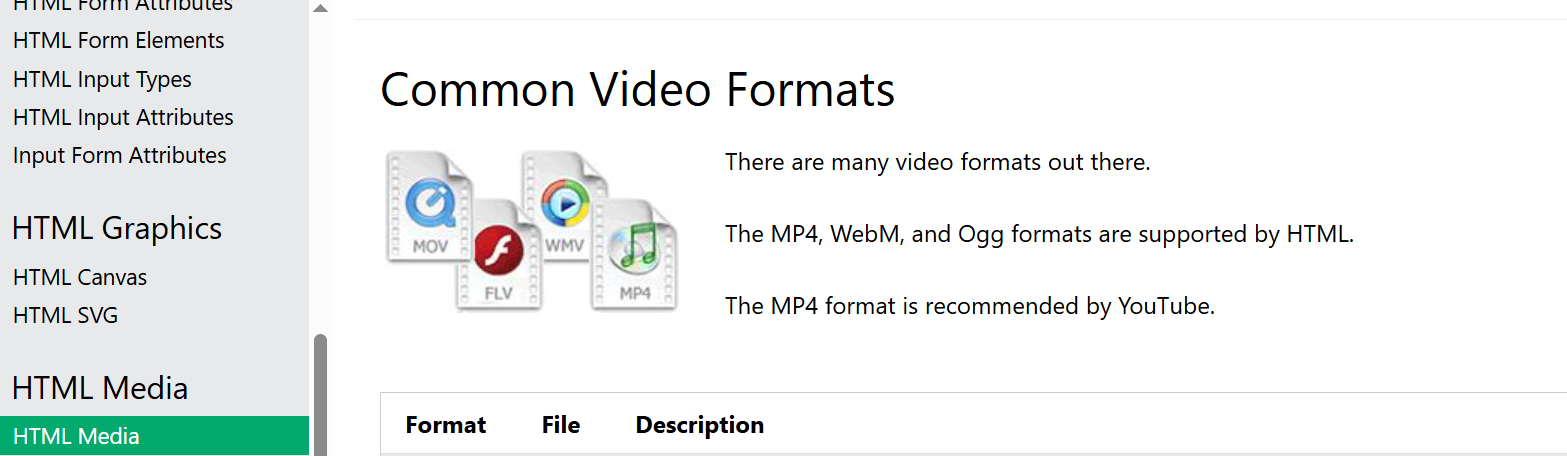 HTML Form Attributes
HTML Form Elements
HTML Input Types
HTML Input Attributes
Input Form Attributes
HTML Graphics
HTML Canvas
HTML SVG
HTML Media
HTML Media
Common Video Formats
MOV
FLV
WMV
MP4
There are many video formats out there.
The MP4, WebM, and Ogg formats are supported by HTML.
The MP4 format is recommended by YouTube.
Format File Description